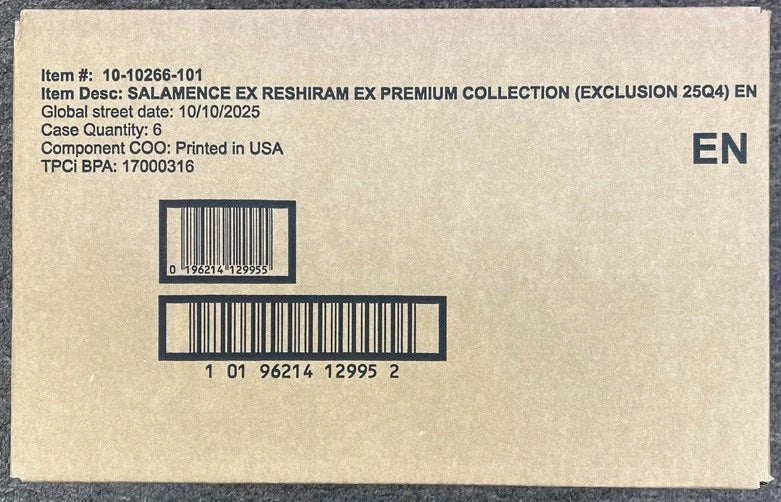 Item #: 10-10266-101
Item Desc: SALAMENCE EX RESHIRAM EX PREMIUM COLLECTION (EXCLUSION 25Q4) EN
Global street date: 10/10/2025
Case Quantity: 6
Component COO: Printed in USA
TPCi BPA: 17000316
EN
0 196214 129955
1 01 96214 12995 2